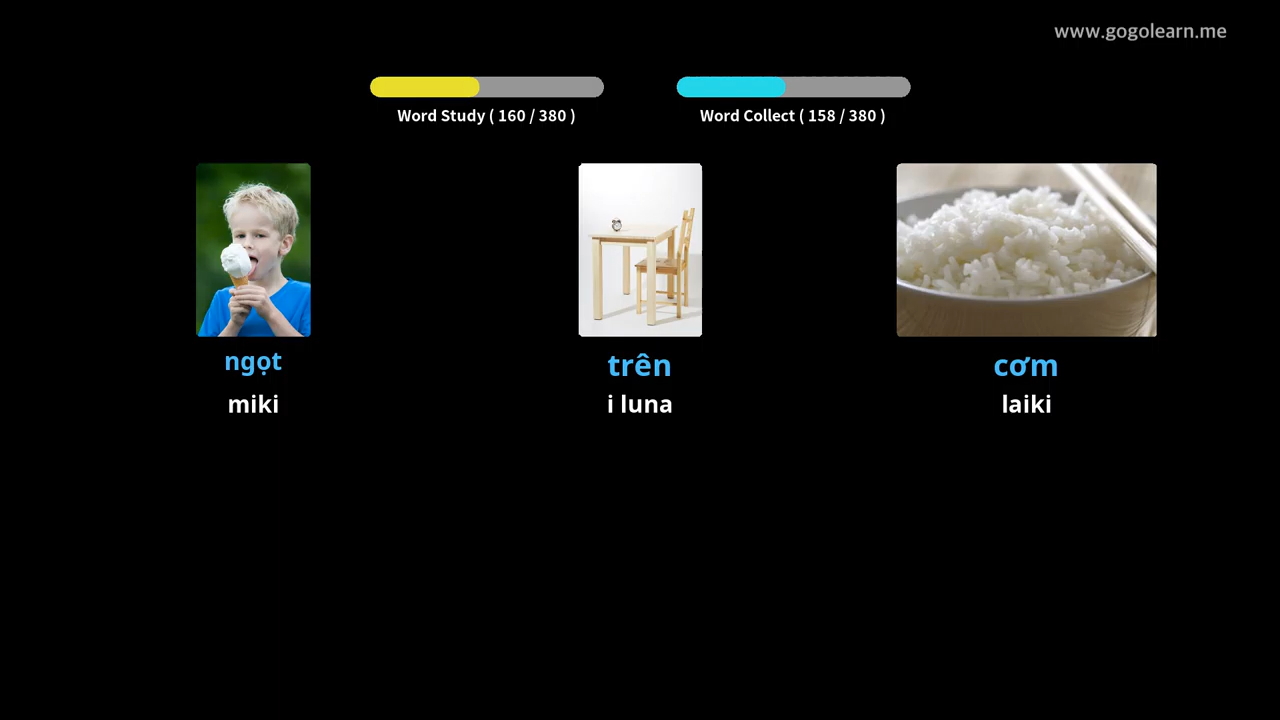 www.gogolearn.me
Word Study ( 160 / 380 )
Word Collect ( 158 / 380 )
ngọt
trên
cơm
miki
i luna
laiki